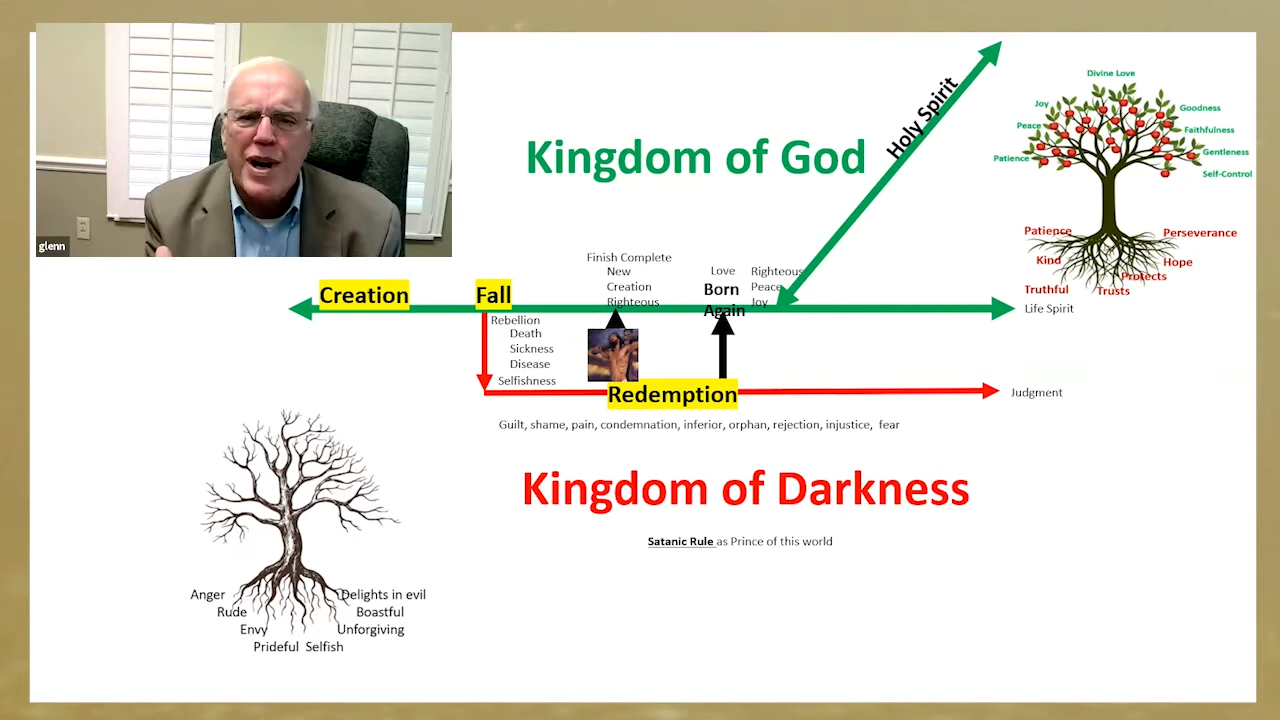 glenn
Kingdom of God
Holy Spirit
Divine Love
Joy
Peace
Patience
Goodness
Faithfulness
Gentleness
Self-Control
Patience
Kind
Truthful
Perseverance
Hope
Protects
Trusts
Life Spirit
Creation
Fall
Finish Complete
New
Creation
Righteous
Love
Born
Again
Righteous
Peace
Joy
Rebellion
Death
Sickness
Disease
Selfishness
Redemption
Judgment
Guilt, shame, pain, condemnation, inferior, orphan, rejection, injustice, fear
Kingdom of Darkness
Satanic Rule as Prince of this world
Anger
Rude
Envy
Prideful Selfish
Delights in evil
Boastful
Unforgiving